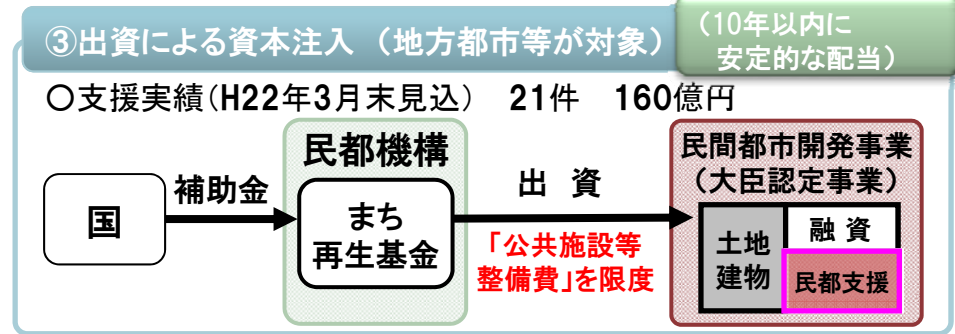 ③出資による資本注入 （地方都市等が対象）
（10年以内に
安定的な配当）
〇支援実績（H22年3月末見込） 21件 160億円
国
補助金
民都機構
まち
再生基金
出 資
「公共施設等
整備費」を限度
民間都市開発事業
（大臣認定事業）
土地
建物
融 資
民都支援